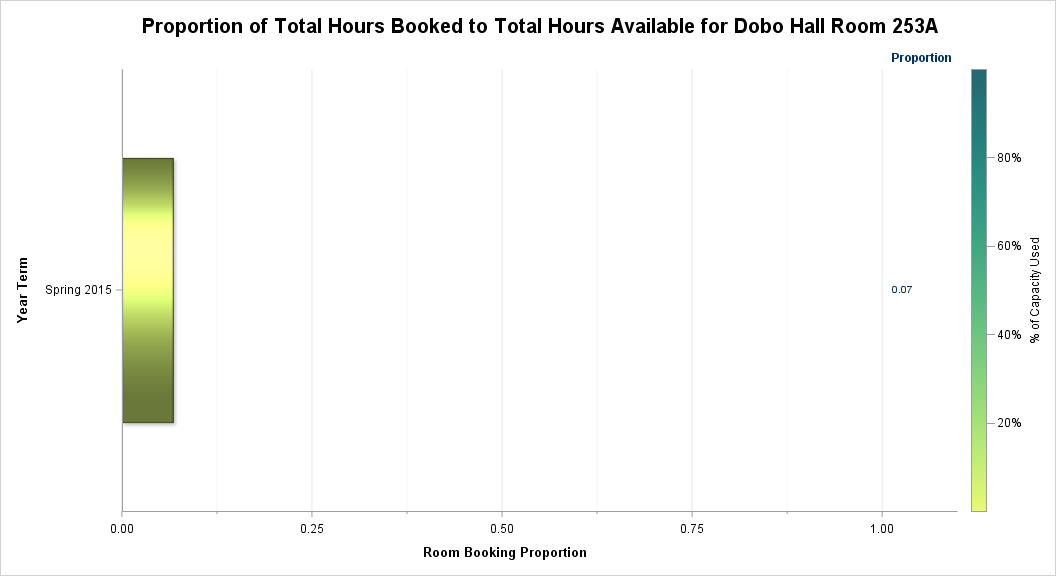 Proportion of Total Hours Booked to Total Hours Available for Dobo Hall Room 253A
Proportion
80%
60%
40%
20%
% of Capacity Used
Year Term
Spring 2015
0.07
0.00
0.25
0.50
0.75
1.00
Room Booking Proportion